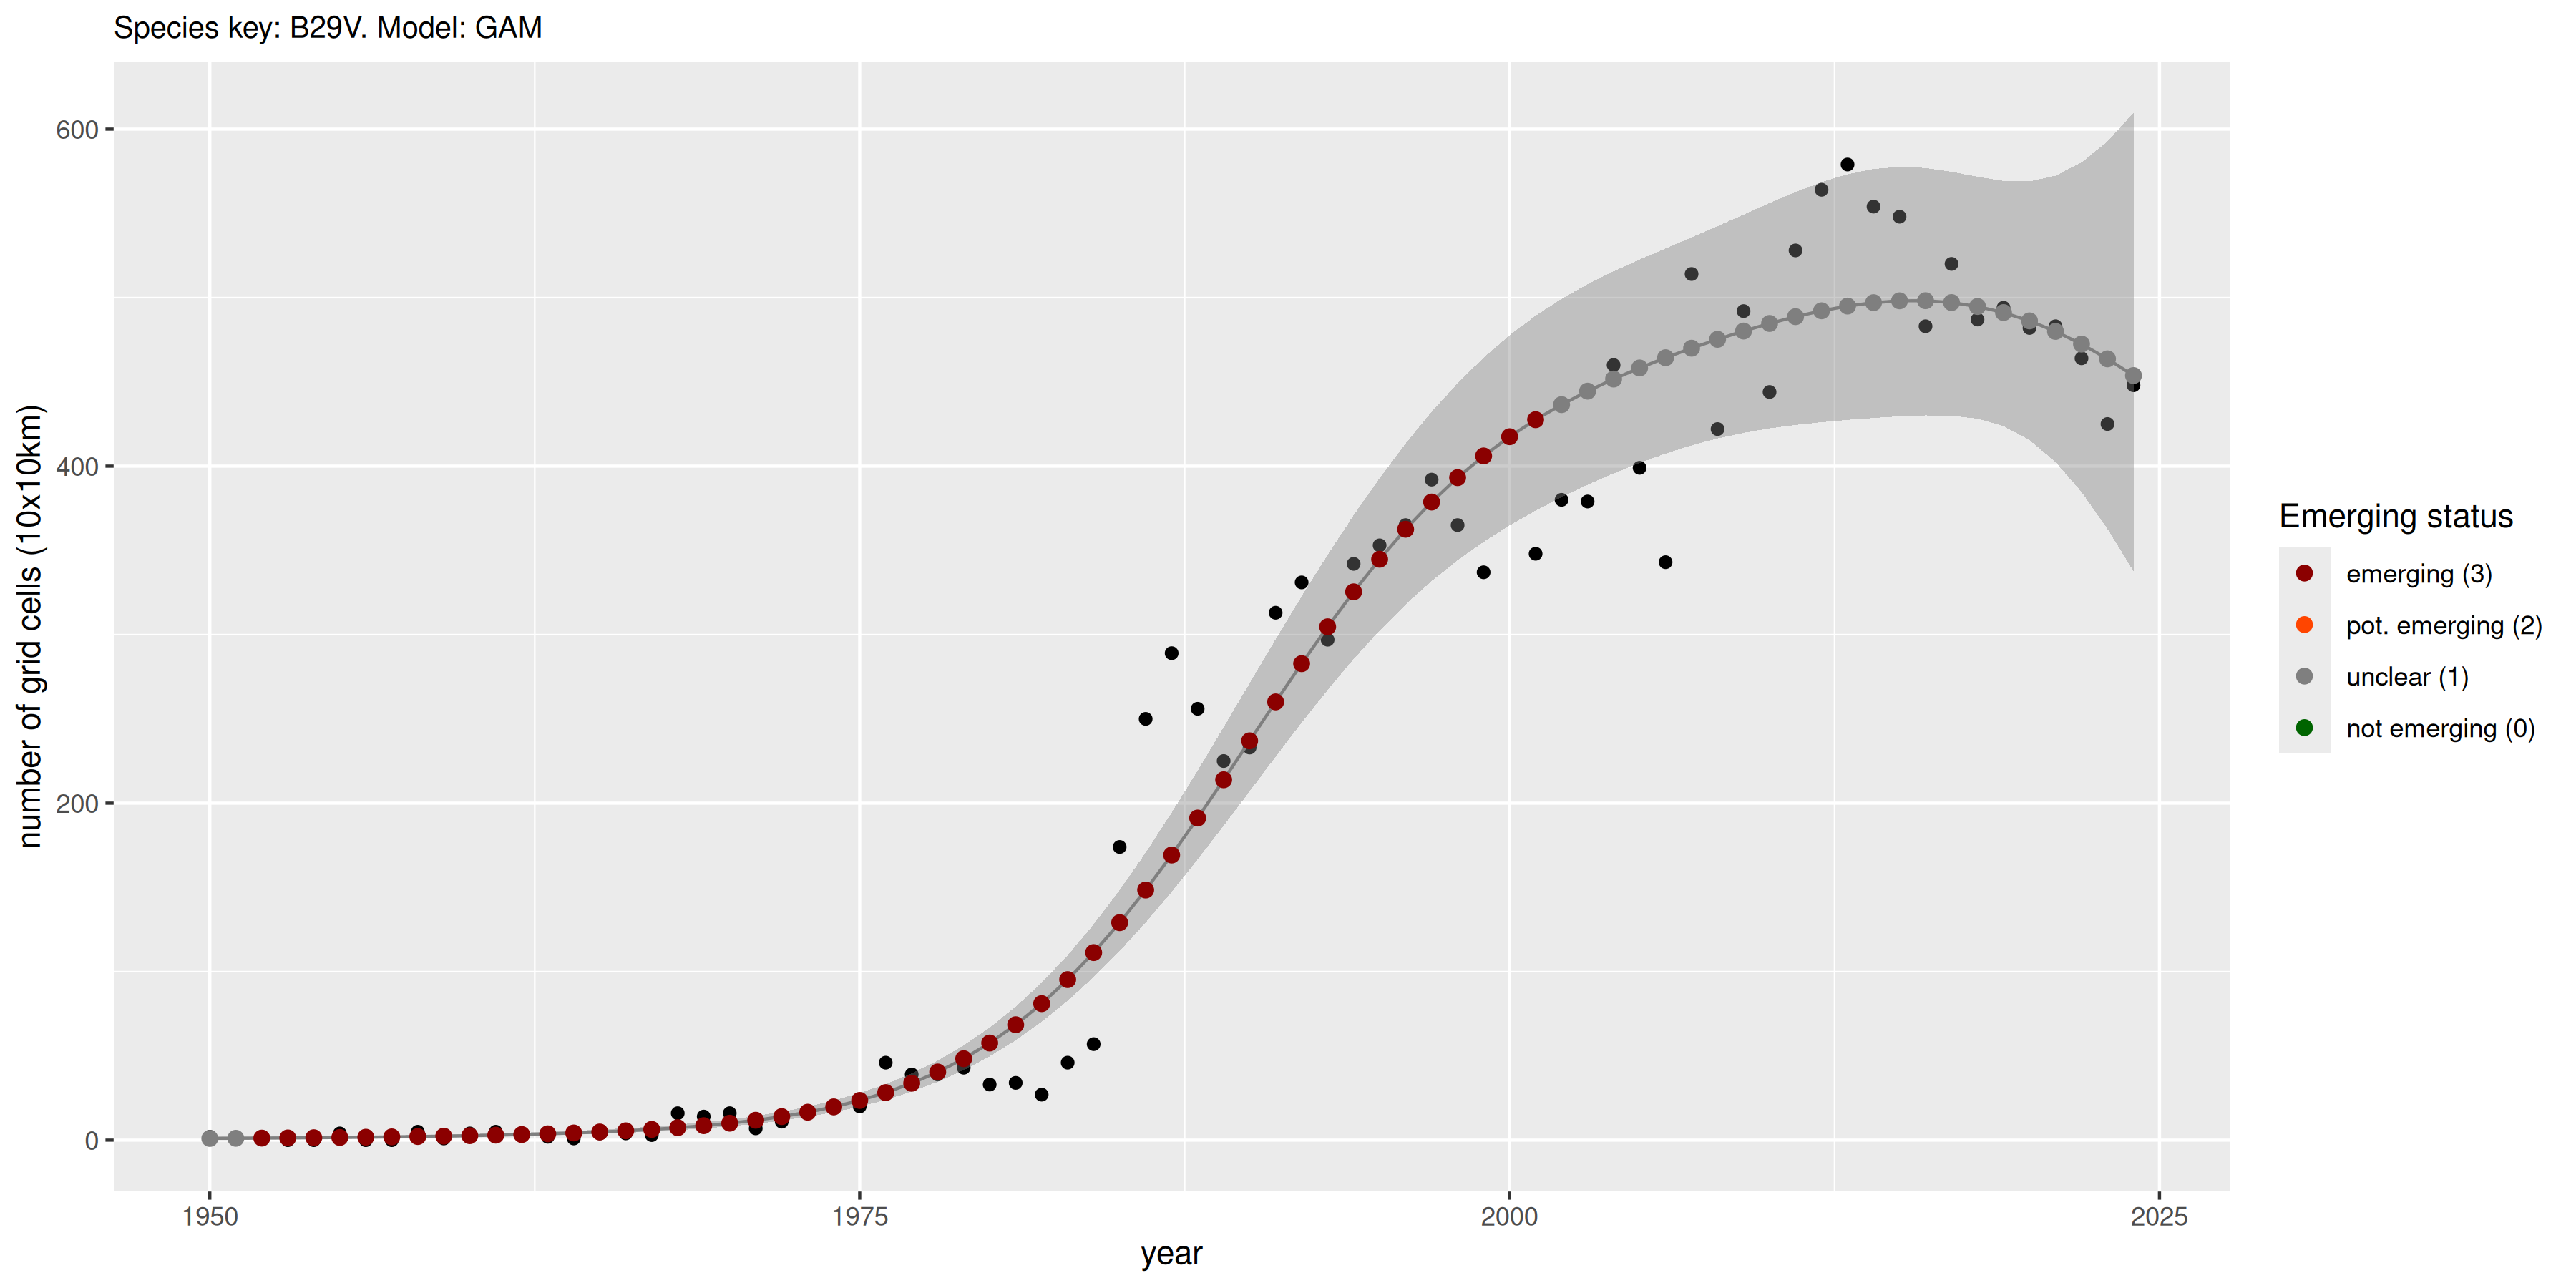 Species key: B29V. Model: GAM
number of grid cells (10x10km)
600
400
200
0
1950
1975
2000
2025
year
Emerging status
emerging (3)
pot. emerging (2)
unclear (1)
not emerging (0)